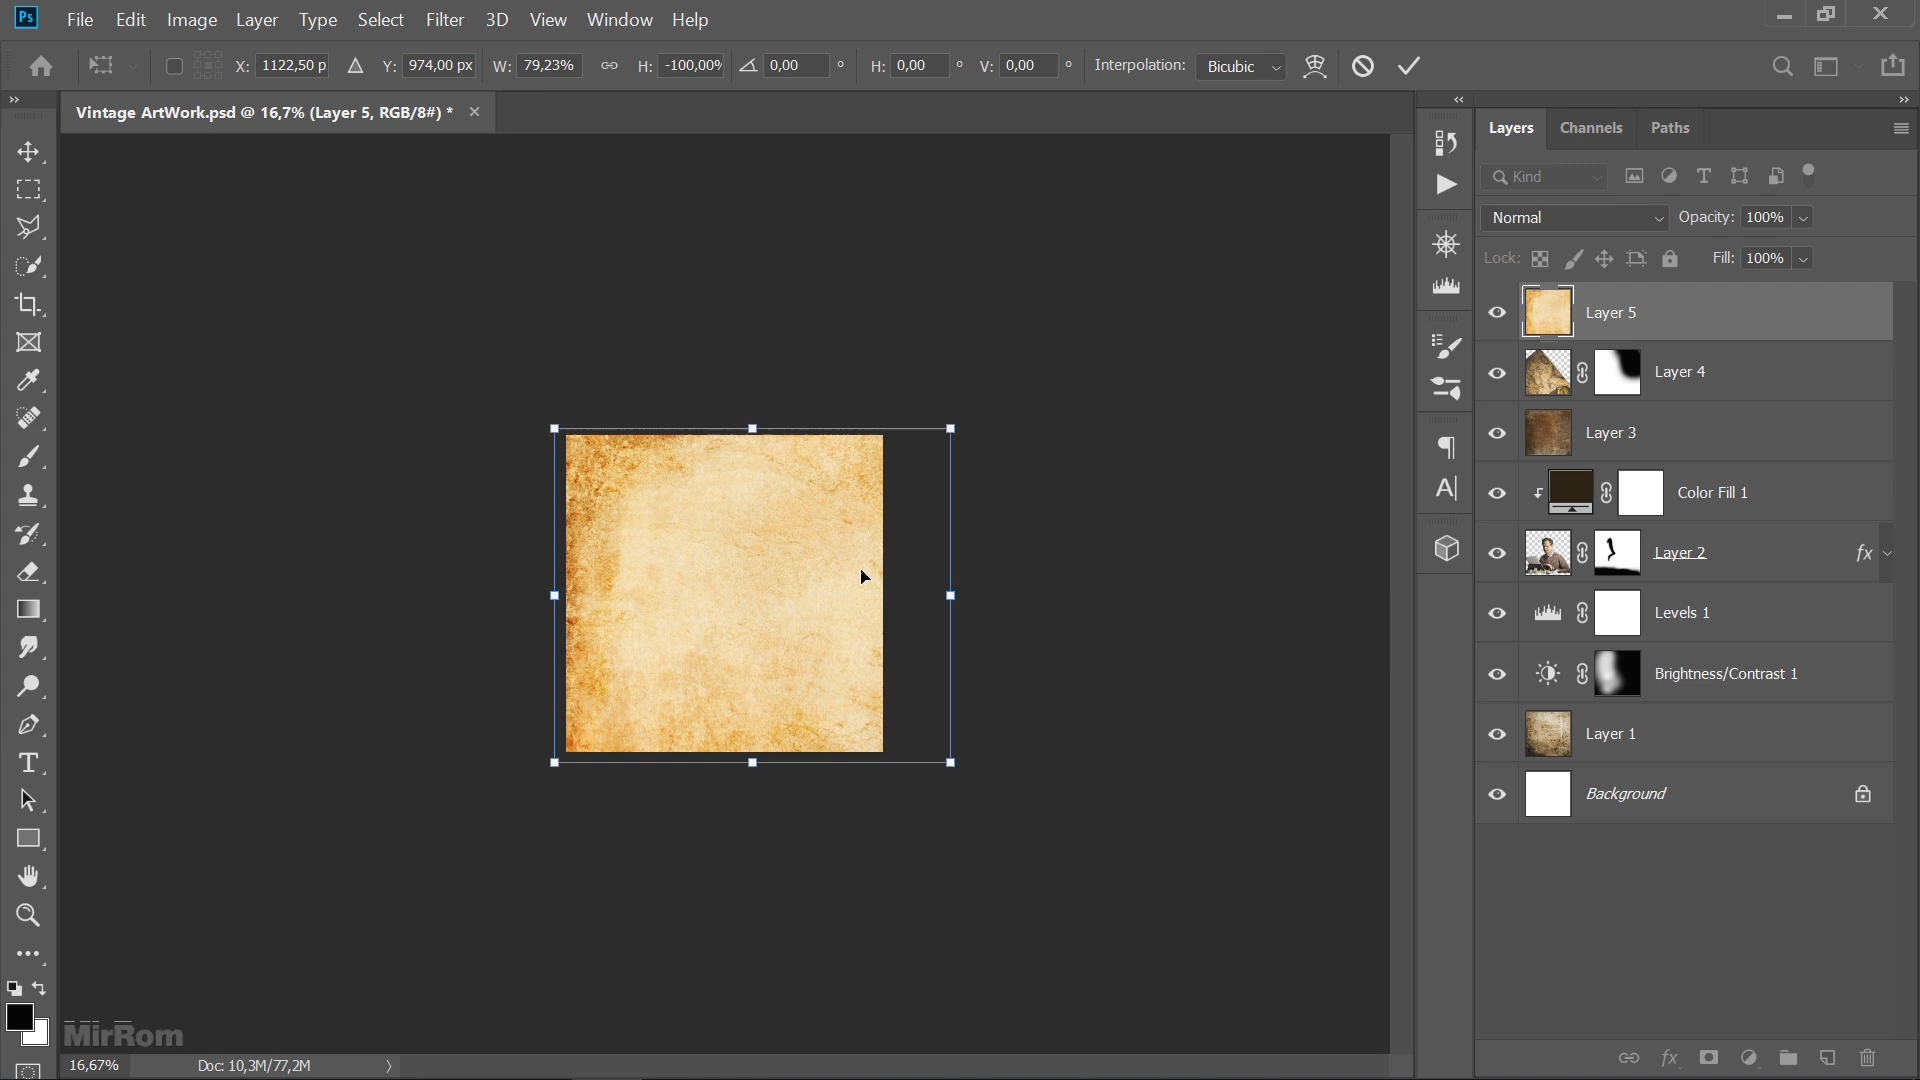 Ps File Edit Image Layer Type Select Filter 3D View Window Help
X: 1122,50 p Y: 974,00 px W: 79,23% H: -100,00% 0,00 ° H: 0,00 ° V: 0,00 ° Interpolation: Bicubic
Vintage ArtWork.psd @ 16,7% (Layer 5, RGB/8#) * ×
Layers Channels Paths
Kind
Normal Opacity: 100%
Lock: Fill: 100%
Layer 5
Layer 4
Layer 3
Color Fill 1
Layer 2 fx
Levels 1
Brightness/Contrast 1
Layer 1
Background
MirRom
16,67% Doc: 10,3M/77,2M
fx